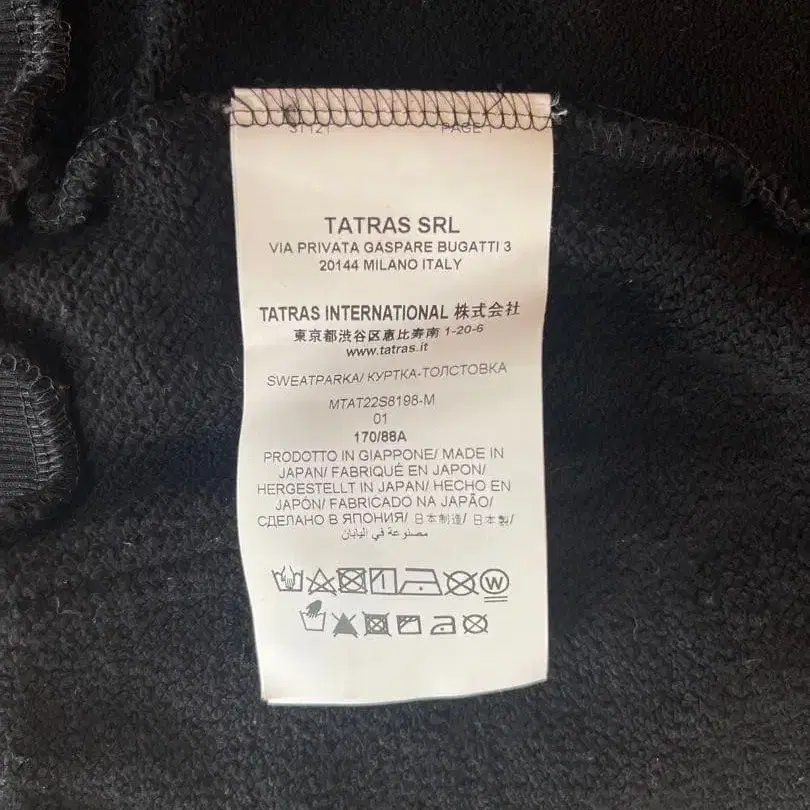 31121 PAGE 1
TATRAS SRL
VIA PRIVATA GASPARE BUGATTI 3
20144 MILANO ITALY
TATRAS INTERNATIONAL 株式会社
東京都渋谷区恵比寿南 1-20-6
www.tatras.it
SWEATPARKA/ КУРТКА-ТОЛСТОВКА
MTAT22S8198-M
01
170/88A
PRODOTTO IN GIAPPONE/ MADE IN
JAPAN/ FABRIQUÉ EN JAPON/
HERGESTELLT IN JAPAN/ HECHO EN
JAPÓN/ FABRICADO NA JAPÃO/
СДЕЛАНО В ЯПОНИЯ/ 日本制造/ 日本製/
مصنوعة في اليابان
W